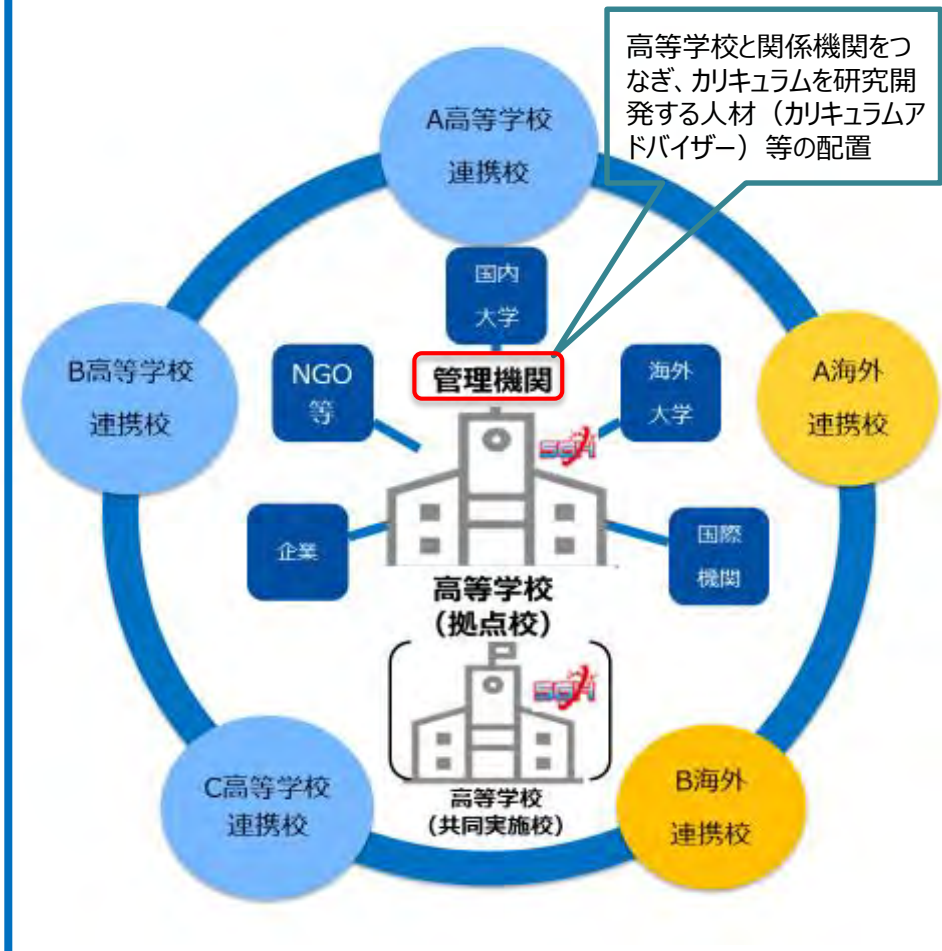 高等学校と関係機関をつ
なぎ、カリキュラムを研究開
発する人材（カリキュラムア
ドバイザー）等の配置
A高等学校
連携校
国内
大学
B高等学校
連携校
NGO
等
管理機関
海外
大学
A海外
連携校
SGH
企業
国際
機関
高等学校
(拠点校)
SGH
C高等学校
連携校
高等学校
(共同実施校)
B海外
連携校